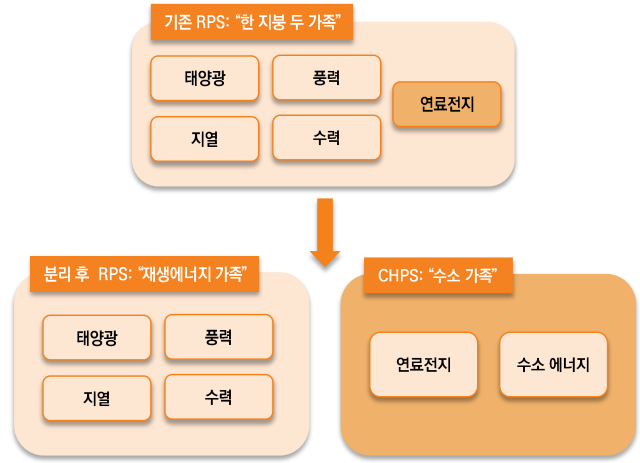 기존 RPS: “한 지붕 두 가족”
태양광
풍력
연료전지
지열
수력
분리 후 RPS: “재생에너지 가족”
태양광
풍력
지열
수력
CHPS: “수소 가족”
연료전지
수소 에너지